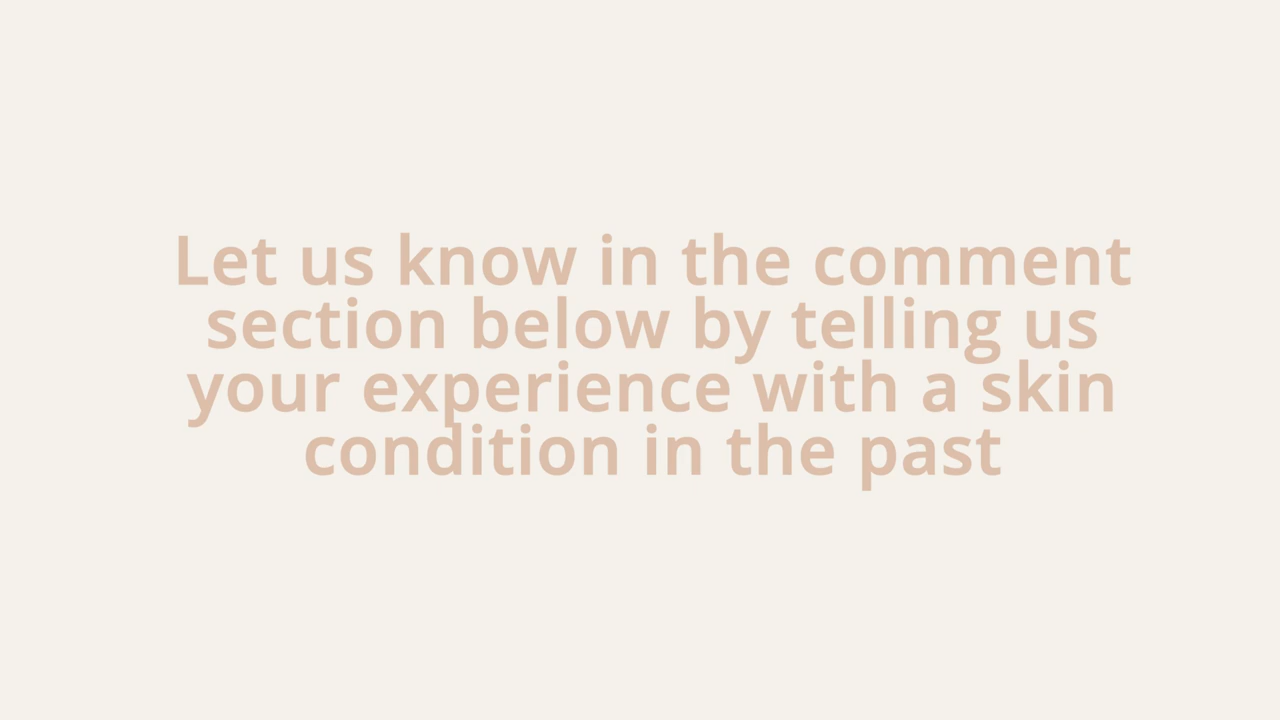 Let us know in the comment
section below by telling us
your experience with a skin
condition in the past